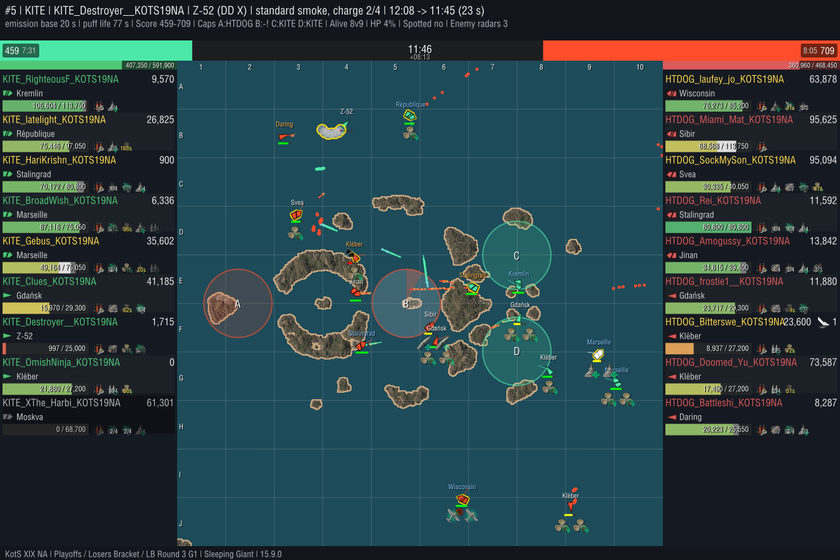 #5 | KITE | KITE_Destroyer__KOTS19NA | Z-52 (DD X) | standard smoke, charge 2/4 | 12:08 -> 11:45 (23 s)
emission base 20 s | puff life 77 s | Score 459-709 | Caps A:HTDOG B:-! C:KITE D:KITE | Alive 8v9 | HP 4% | Spotted no | Enemy radars 3
459 7:31
11:46
+08:13
8:05 709
407,350 / 591,900
KITE_RighteousF_KOTS19NA 9,570
Kremlin
KITE_latelight_KOTS19NA 26,825
République
KITE_HariKrishn_KOTS19NA 900
Stalingrad
KITE_BroadWish_KOTS19NA 6,336
Marseille
KITE_Gebus_KOTS19NA 35,602
Marseille
KITE_Clues_KOTS19NA 41,185
Gdańsk
KITE_Destroyer__KOTS19NA 1,715
Z-52
997 / 25,000
KITE_OmishNinja_KOTS19NA 0
Kléber
KITE_XThe_Harbi_KOTS19NA 61,301
Moskva
0 / 68,700
1 2 3 4 5 6 7 8 9 10
A
B
C
D
E
F
G
H
I
J
Daring
Z-52
République
Svea
Kléber
Kremlin
Gdańsk
Sibir
Gdańsk
Stalingrad
Kléber
Marseille
Marseille
Wisconsin
Kléber
A
B
C
D
HTDOG_laufey_jo_KOTS19NA 63,878
Wisconsin
HTDOG_Miami_Mat_KOTS19NA 95,625
Sibir
HTDOG_SockMySon_KOTS19NA 95,094
Svea
HTDOG_Rei_KOTS19NA 11,592
Stalingrad
HTDOG_Amogussy_KOTS19NA 13,842
Jinan
HTDOG_frostie1__KOTS19NA 11,880
Gdańsk
HTDOG_Bitterswe_KOTS19NA 23,600 1
Kléber
8,937 / 27,200
HTDOG_Doomed_Yu_KOTS19NA 73,587
Kléber
HTDOG_Battleshi_KOTS19NA 8,287
Daring
KotS XIX NA | Playoffs / Losers Bracket / LB Round 3 G1 | Sleeping Giant | 15.9.0